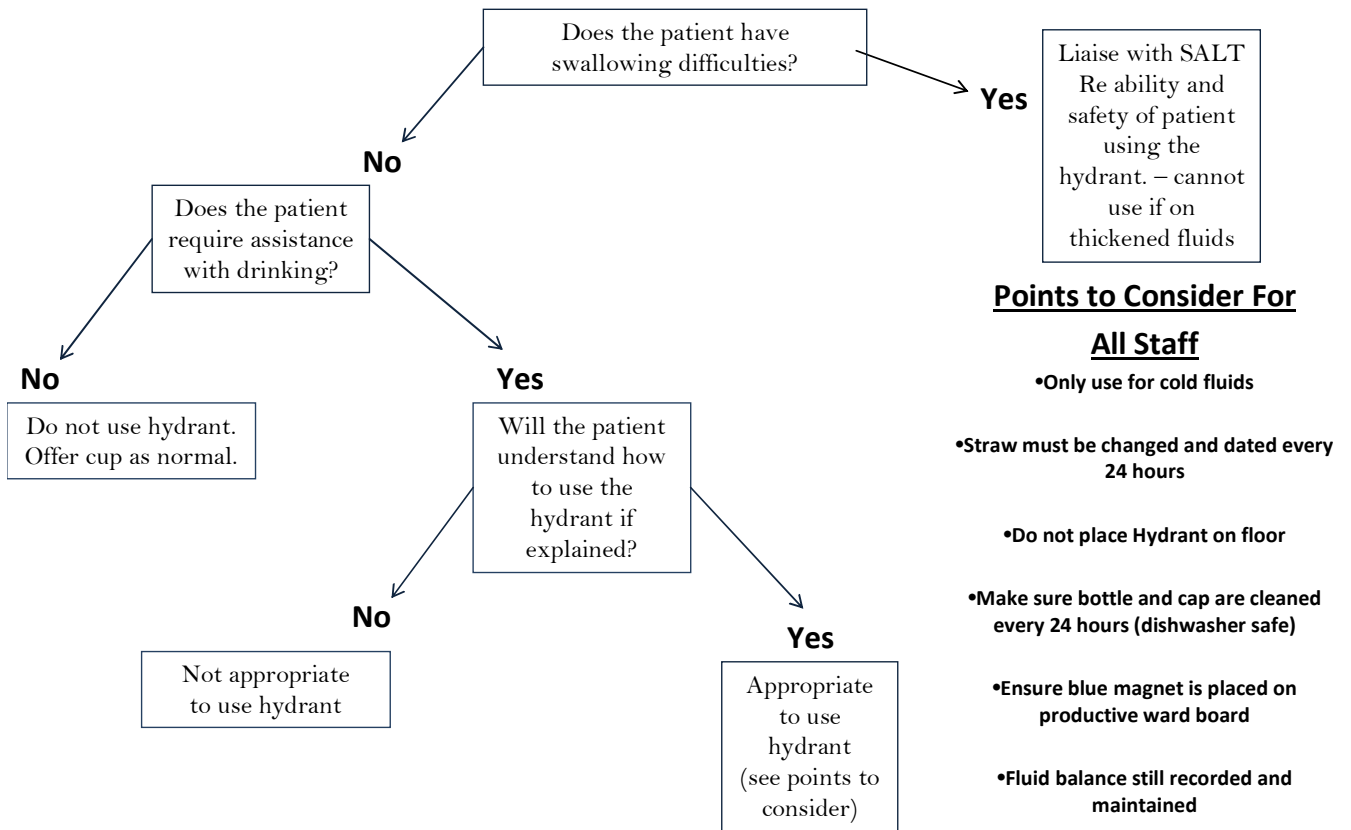 Does the patient have
swallowing difficulties?
Yes
Liaise with SALT
Re ability and
safety of patient
using the
hydrant. – cannot
use if on
thickened fluids
No
Does the patient
require assistance
with drinking?
No
Do not use hydrant.
Offer cup as normal.
Yes
Will the patient
understand how
to use the
hydrant if
explained?
No
Not appropriate
to use hydrant
Yes
Appropriate
to use
hydrant
(see points to
consider)
Points to Consider For
All Staff
•Only use for cold fluids
•Straw must be changed and dated every
24 hours
•Do not place Hydrant on floor
•Make sure bottle and cap are cleaned
every 24 hours (dishwasher safe)
•Ensure blue magnet is placed on
productive ward board
•Fluid balance still recorded and
maintained